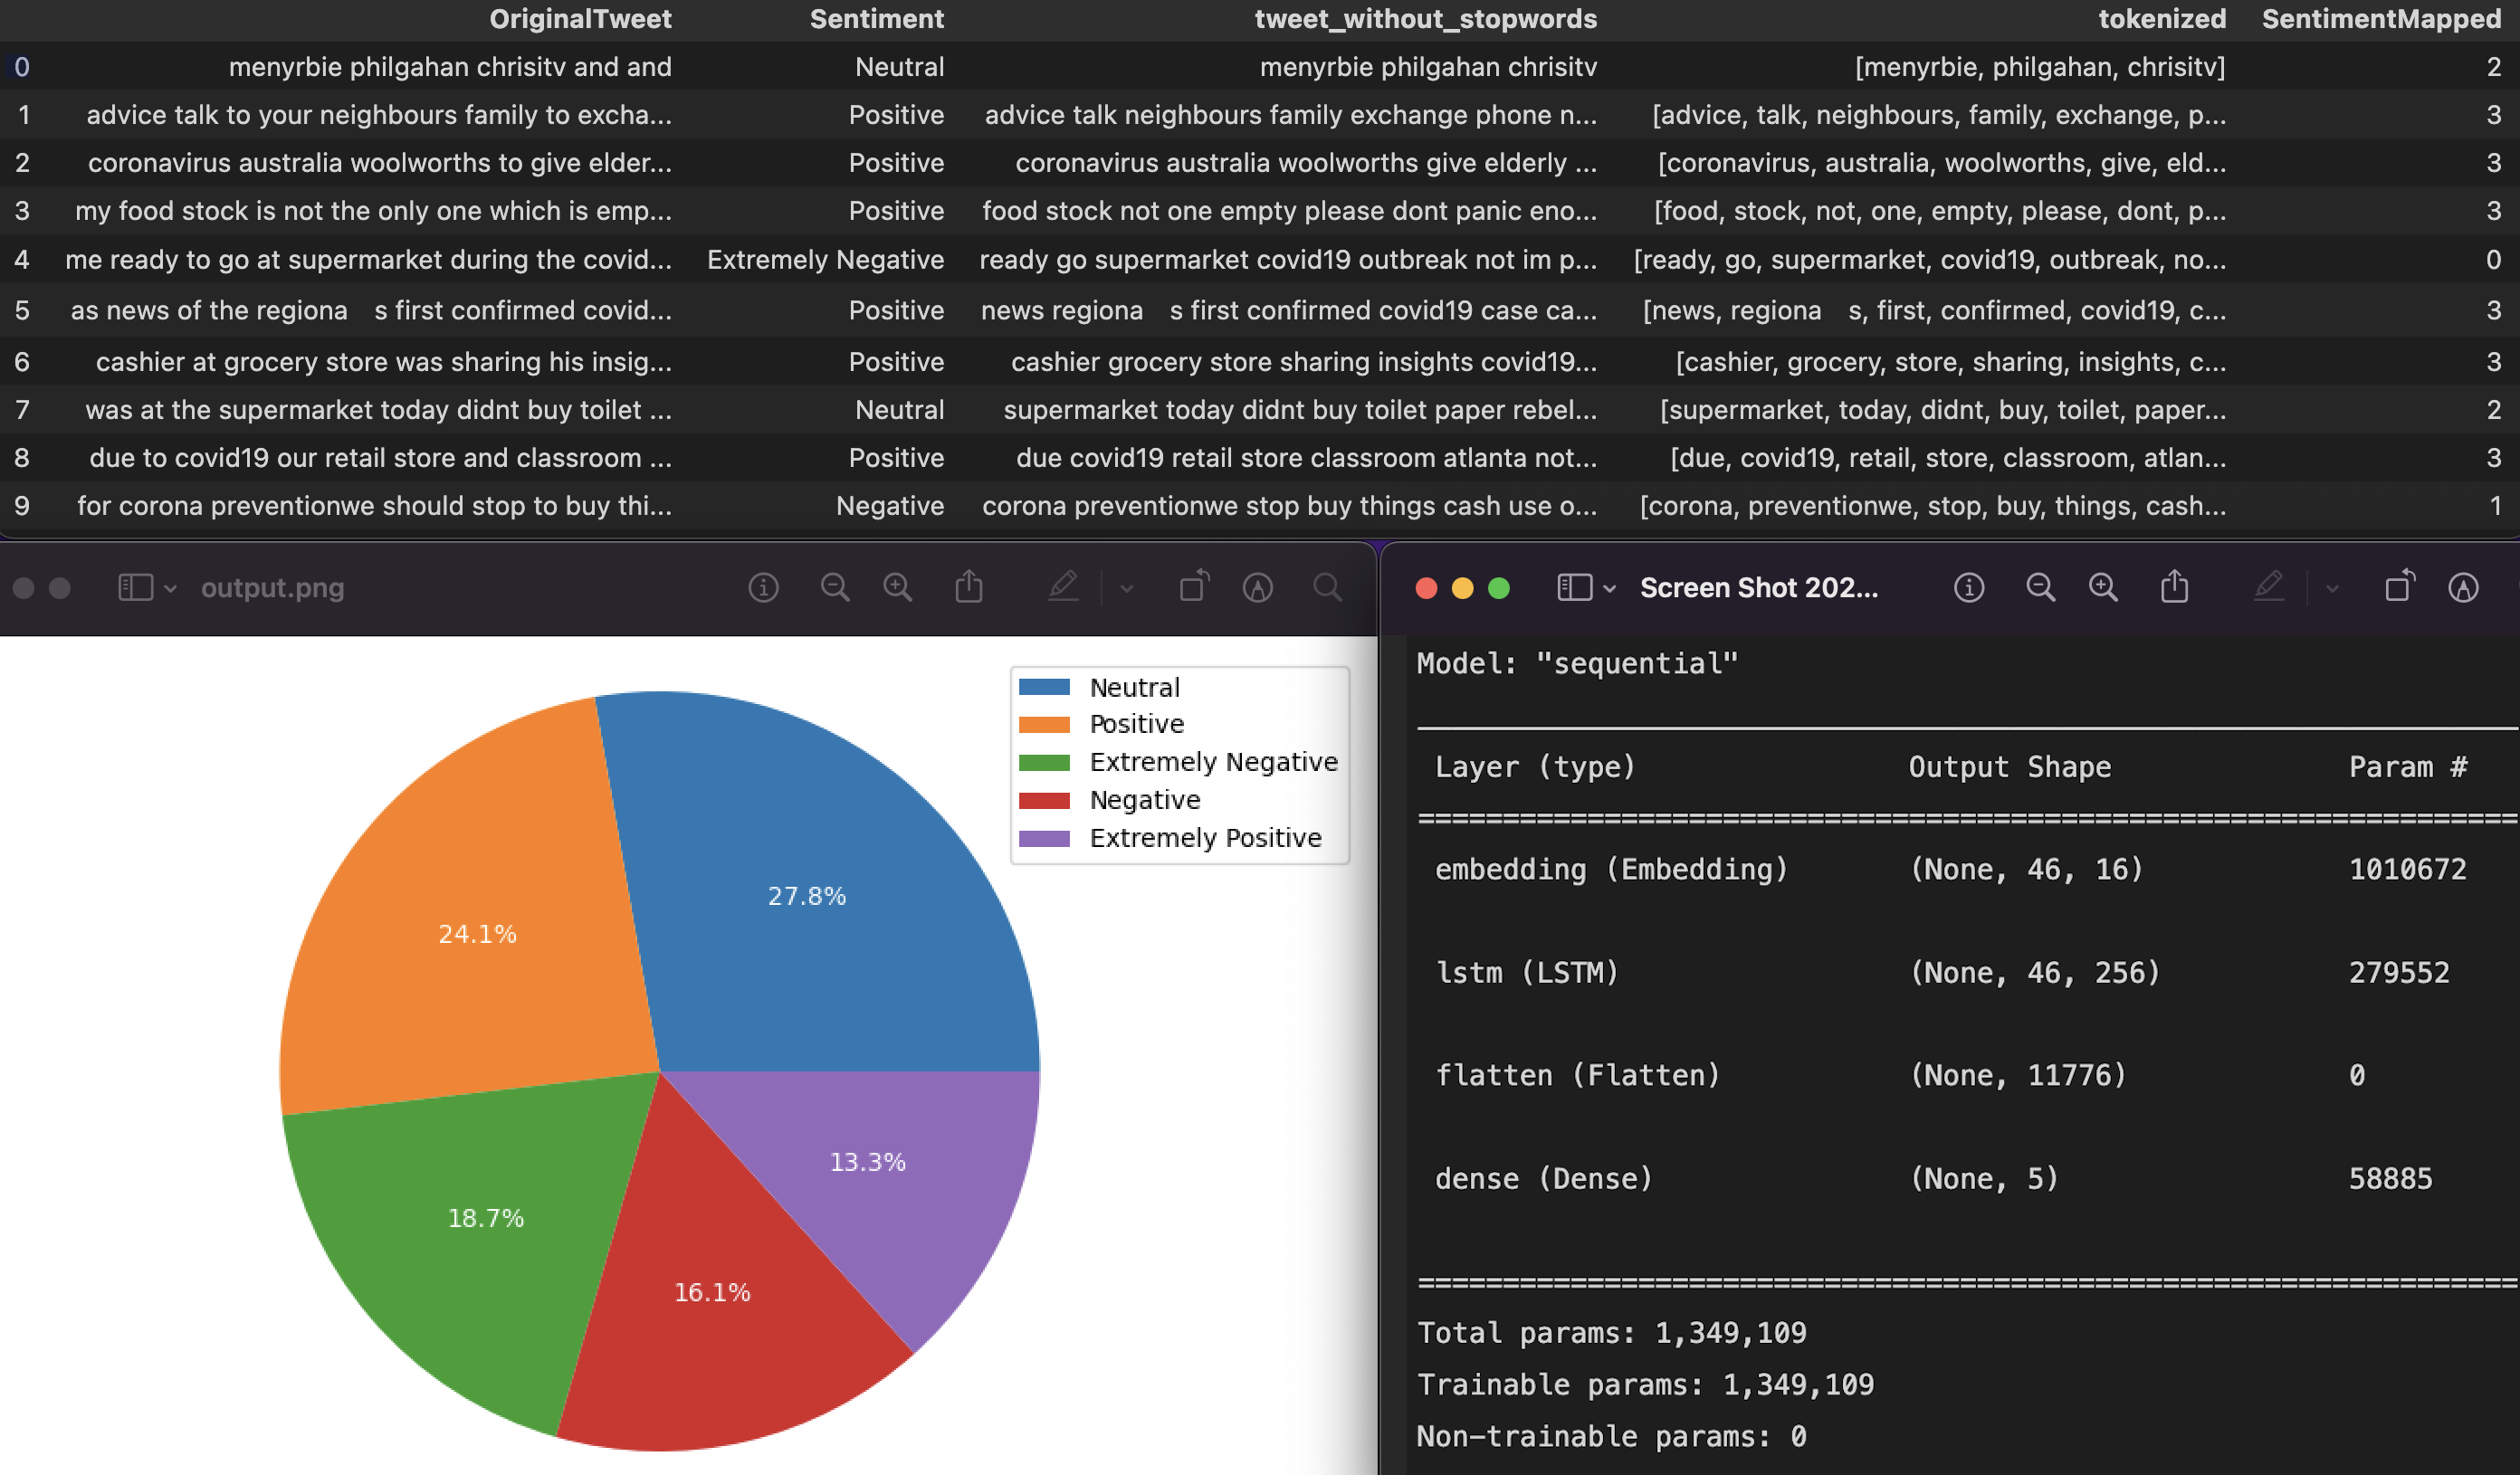 OriginalTweet Sentiment tweet_without_stopwords tokenized SentimentMapped
0 menyrbie philgahan chrisitv and and Neutral menyrbie philgahan chrisitv [menyrbie, philgahan, chrisitv] 2
1 advice talk to your neighbours family to excha... Positive advice talk neighbours family exchange phone n... [advice, talk, neighbours, family, exchange, p... 3
2 coronavirus australia woolworths to give elder... Positive coronavirus australia woolworths give elderly ... [coronavirus, australia, woolworths, give, eld... 3
3 my food stock is not the only one which is emp... Positive food stock not one empty please dont panic eno... [food, stock, not, one, empty, please, dont, p... 3
4 me ready to go at supermarket during the covid... Extremely Negative ready go supermarket covid19 outbreak not im p... [ready, go, supermarket, covid19, outbreak, no... 0
5 as news of the regiona s first confirmed covid... Positive news regiona s first confirmed covid19 case ca... [news, regiona s, first, confirmed, covid19, c... 3
6 cashier at grocery store was sharing his insig... Positive cashier grocery store sharing insights covid19... [cashier, grocery, store, sharing, insights, c... 3
7 was at the supermarket today didnt buy toilet ... Neutral supermarket today didnt buy toilet paper rebel... [supermarket, today, didnt, buy, toilet, paper... 2
8 due to covid19 our retail store and classroom ... Positive due covid19 retail store classroom atlanta not... [due, covid19, retail, store, classroom, atlan... 3
9 for corona preventionwe should stop to buy thi... Negative corona preventionwe stop buy things cash use o... [corona, preventionwe, stop, buy, things, cash... 1
output.png
Neutral
Positive
Extremely Negative
Negative
Extremely Positive
27.8%
24.1%
13.3%
18.7%
16.1%
Screen Shot 202...
Model: "sequential"
Layer (type) Output Shape Param #
embedding (Embedding) (None, 46, 16) 1010672
lstm (LSTM) (None, 46, 256) 279552
flatten (Flatten) (None, 11776) 0
dense (Dense) (None, 5) 58885
Total params: 1,349,109
Trainable params: 1,349,109
Non-trainable params: 0